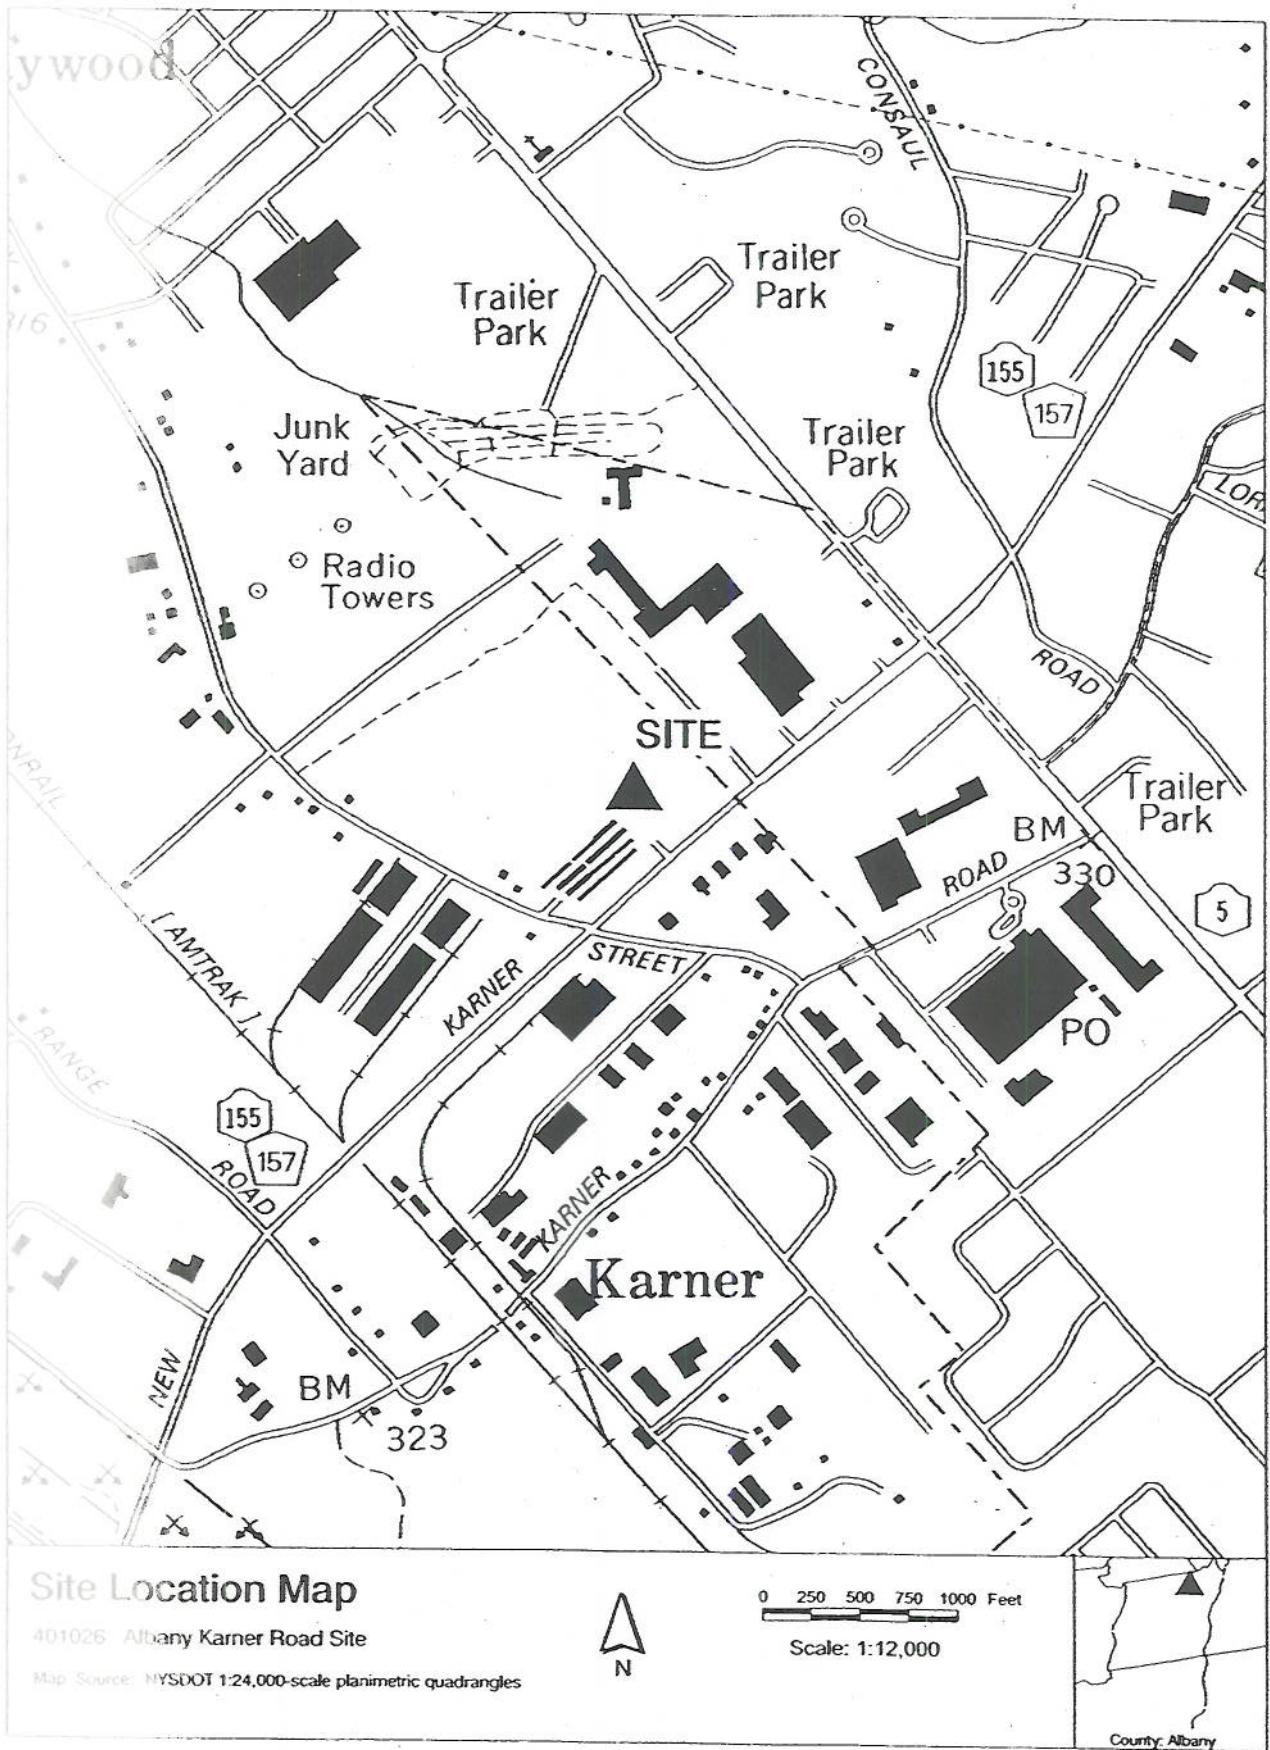 ywood
CONSAUL
Trailer
Park
Trailer
Park
155
157
Junk
Yard
Trailer
Park
LOR
Radio
Towers
ROAD
SITE
Trailer
Park
BM
330
ROAD
5
[AMTRAK]
KARNER
STREET
PO
RANGE
155
157
ROAD
KARNER
Karner
NEW
BM
323
Site Location Map
401026 Albany Karner Road Site
Map Source: NYSDOT 1:24,000-scale planimetric quadrangles
N
0 250 500 750 1000 Feet
Scale: 1:12,000
County: Albany